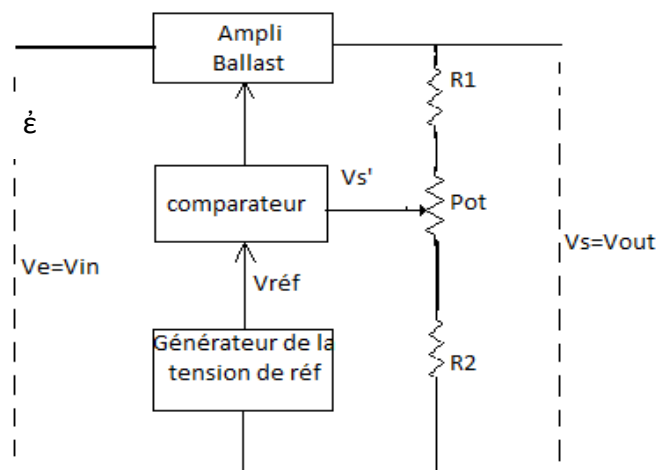 Ampli
Ballast
R1
ἐ
Vs'
comparateur
Pot
Ve=Vin
Vs=Vout
Vréf
Générateur de la
tension de réf
R2